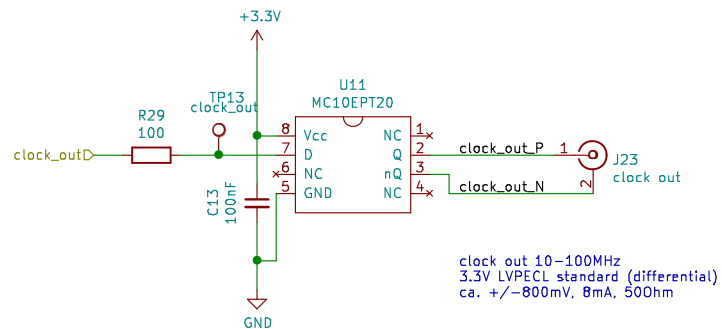 +3.3V
U11
MC10EPT20
TP13
clock_out
R29
100
clock_out
8 Vcc NC 1
7 D Q 2
6 NC nQ 3
5 GND NC 4
clock_out_P
clock_out_N
1
2
J23
clock out
C13
100nF
GND
clock out 10-100MHz
3.3V LVPECL standard (differential)
ca. +/-800mV, 8mA, 50Ohm